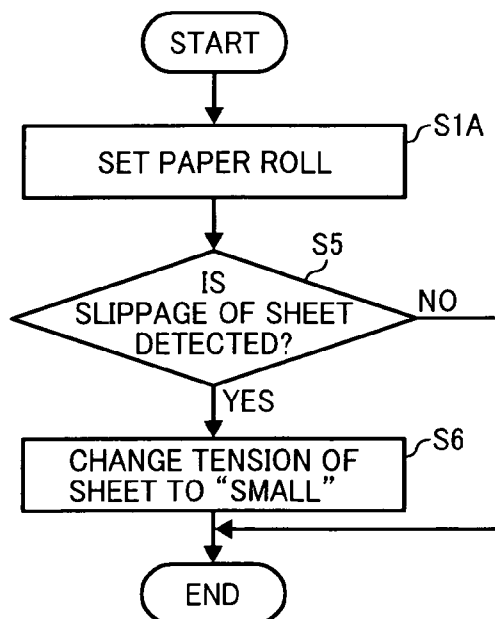 START
S1A
SET PAPER ROLL
S5
IS
SLIPPAGE OF SHEET
DETECTED?
NO
YES
S6
CHANGE TENSION OF
SHEET TO “SMALL”
END